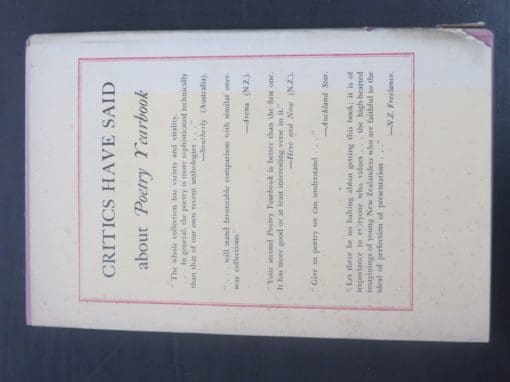 CRITICS HAVE SAID
about Poetry Yearbook
"The whole collection has variety and vitality.
. . . In general, the poetry is more sophisticated technically
than that of our own recent anthologies . . ."
—Southerly (Australia).
". . . will stand favourable comparison with similar over-
seas collections."
—Arena (N.Z.).
"Your second Poetry Yearbook is better than the first one.
It has more good or at least interesting verse in it."
—Here and Now (N.Z.).
"Give us poetry we can understand . . . ."
—Auckland Star.
"Let there be no halting about getting this book; it is of
importance to everyone who values . . . the high-hearted
imaginings of young New Zealanders who are faithful to the
ideal of perfection of presentation . . ."
—N.Z. Freelance.